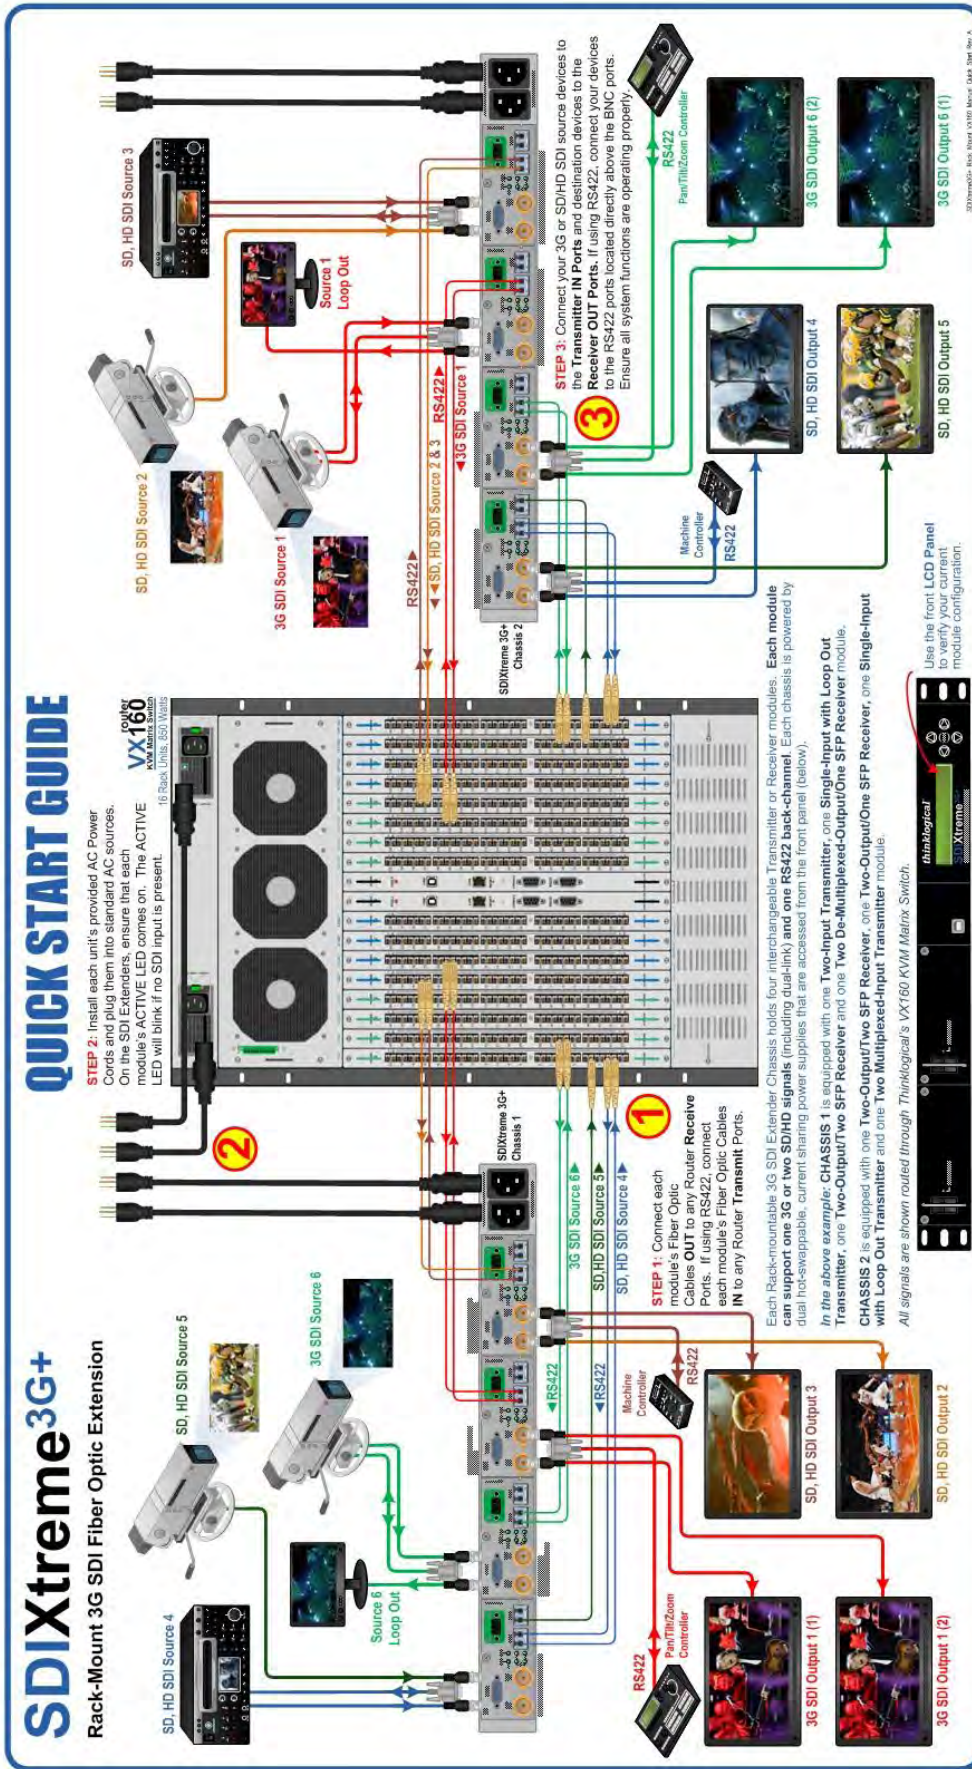 SDIXtreme3G+
Rack-Mount 3G SDI Fiber Optic Extension
QUICK START GUIDE
SD, HD SDI Source 4
SD, HD SDI Source 5
3G SDI Source 6
Source 6
Loop Out
SDIXtreme 3G+
Chassis 1
2
STEP 2: Install each unit's provided AC Power
Cords and plug them into standard AC sources.
On the SDI Extenders, ensure that each
module's ACTIVE LED comes on. The ACTIVE
LED will blink if no SDI input is present.
VX160
router
KVM Matrix Switch
16 Rack Units, 850 Watts
SD, HD SDI Source 2
3G SDI Source 1
Source 1
Loop Out
SD, HD SDI Source 3
RS422►
◄◄SD, HD SDI Source 2 & 3
RS422►
◄3G SDI Source 1
SDIXtreme 3G+
Chassis 2
3G SDI Source 6►
SD,HD SDI Source 5►
SD, HD SDI Source 4►
◄RS422
◄RS422
1
STEP 1: Connect each
module's Fiber Optic
Cables OUT to any Router Receive
Ports. If using RS422, connect
each module's Fiber Optic Cables
IN to any Router Transmit Ports.
3
STEP 3: Connect your 3G or SD/HD SDI source devices to
the Transmitter IN Ports and destination devices to the
Receiver OUT Ports. If using RS422, connect your devices
to the RS422 ports located directly above the BNC ports.
Ensure all system functions are operating properly.
RS422
Pan/Tilt/Zoom
Controller
3G SDI Output 1 (1)
3G SDI Output 1 (2)
Machine
Controller
RS422
SD, HD SDI Output 3
SD, HD SDI Output 2
Machine
Controller
RS422
SD, HD SDI Output 4
SD, HD SDI Output 5
RS422
Pan/Tilt/Zoom Controller
3G SDI Output 6 (2)
3G SDI Output 6 (1)
Each Rack-mountable 3G SDI Extender Chassis holds four interchangeable Transmitter or Receiver modules. Each module
can support one 3G or two SD/HD signals (including dual-link) and one RS422 back-channel. Each chassis is powered by
dual hot-swappable, current sharing power supplies that are accessed from the front panel (below).
In the above example: CHASSIS 1 is equipped with one Two-Input Transmitter, one Single-Input with Loop Out
Transmitter, one Two-Output/Two SFP Receiver and one Two De-Multiplexed-Output/One SFP Receiver module.
CHASSIS 2 is equipped with one Two-Output/Two SFP Receiver, one Two-Output/One SFP Receiver, one Single-Input
with Loop Out Transmitter and one Two Multiplexed-Input Transmitter module.
All signals are shown routed through Thinklogical's VX160 KVM Matrix Switch.
thinklogical
SDIXtreme
Use the front LCD Panel
to verify your current
module configuration.